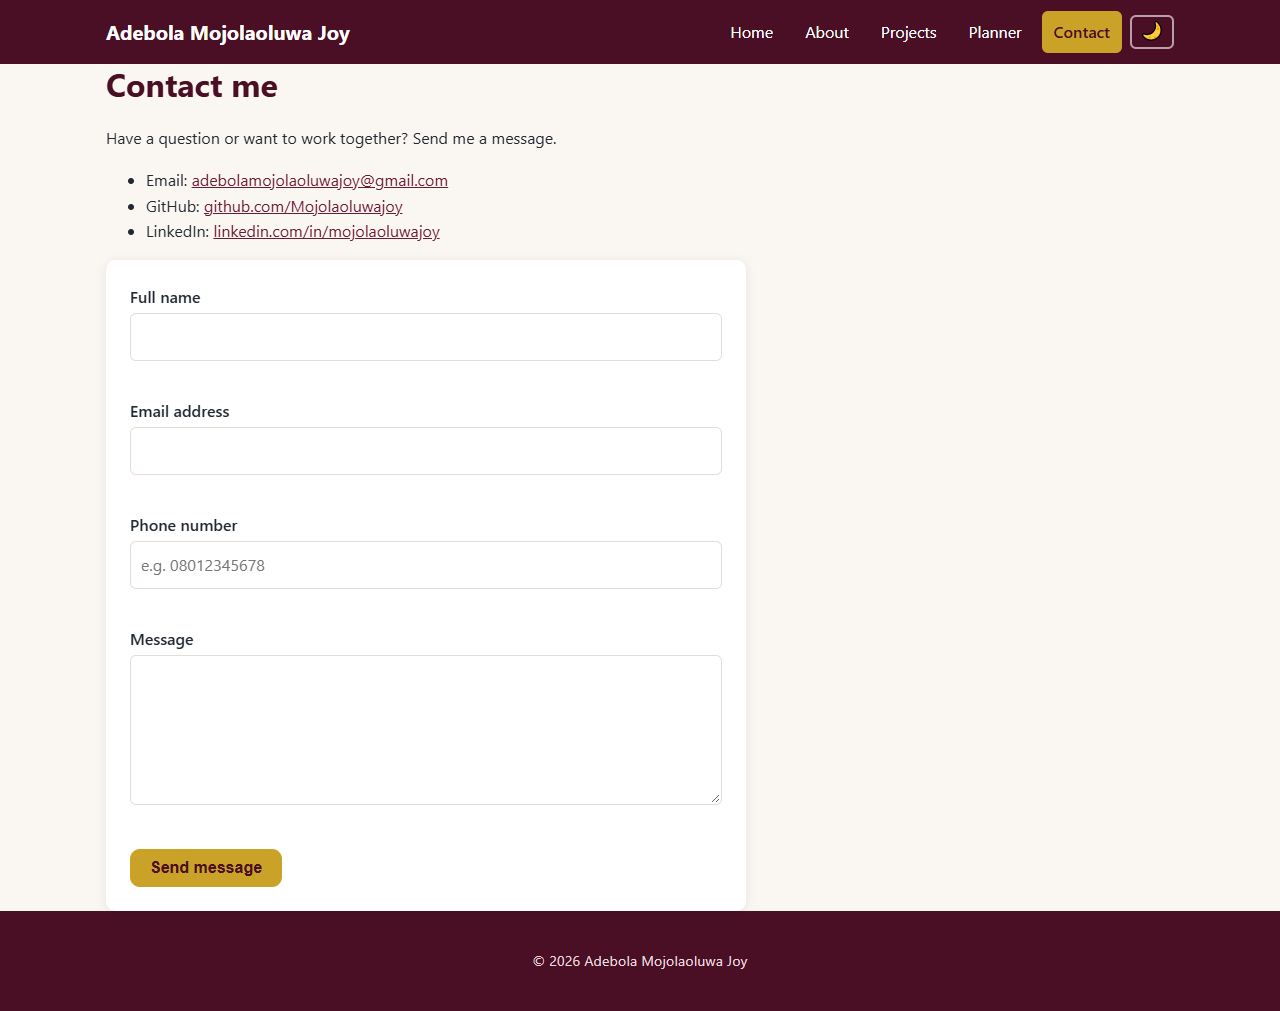 Adebola Mojolaoluwa Joy
Home About Projects Planner Contact
Contact me
Have a question or want to work together? Send me a message.
Email: adebolamojolaoluwajoy@gmail.com
GitHub: github.com/Mojolaoluwajoy
LinkedIn: linkedin.com/in/mojolaoluwajoy
Full name
Email address
Phone number
e.g. 08012345678
Message
Send message
© 2026 Adebola Mojolaoluwa Joy